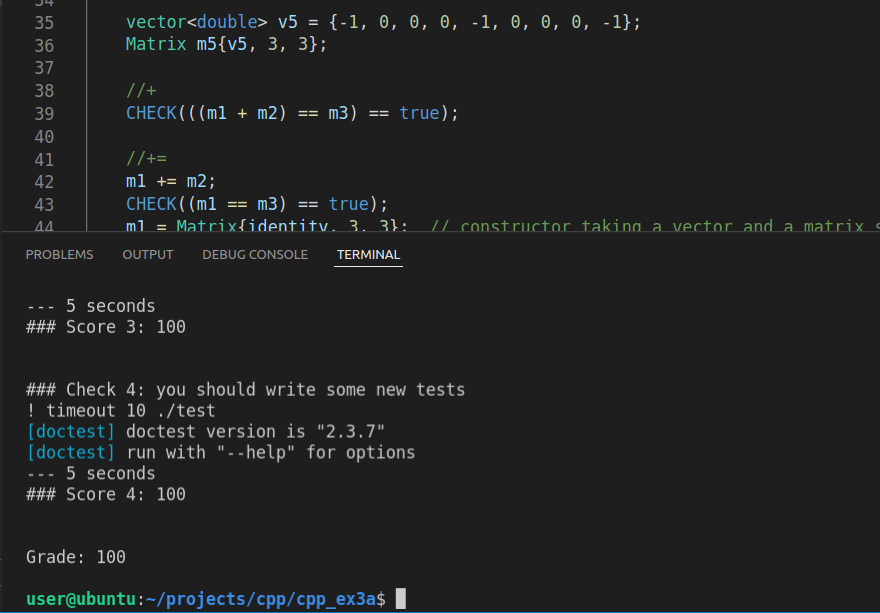 34
35 vector<double> v5 = {-1, 0, 0, 0, -1, 0, 0, 0, -1};
36 Matrix m5{v5, 3, 3};
37
38 //+
39 CHECK(((m1 + m2) == m3) == true);
40
41 //+=
42 m1 += m2;
43 CHECK((m1 == m3) == true);
44 m1 = Matrix{identity, 3, 3}; // constructor taking a vector and a matrix s
PROBLEMS OUTPUT DEBUG CONSOLE TERMINAL
--- 5 seconds
### Score 3: 100
### Check 4: you should write some new tests
! timeout 10 ./test
[doctest] doctest version is "2.3.7"
[doctest] run with "--help" for options
--- 5 seconds
### Score 4: 100
Grade: 100
user@ubuntu:~/projects/cpp/cpp_ex3a$